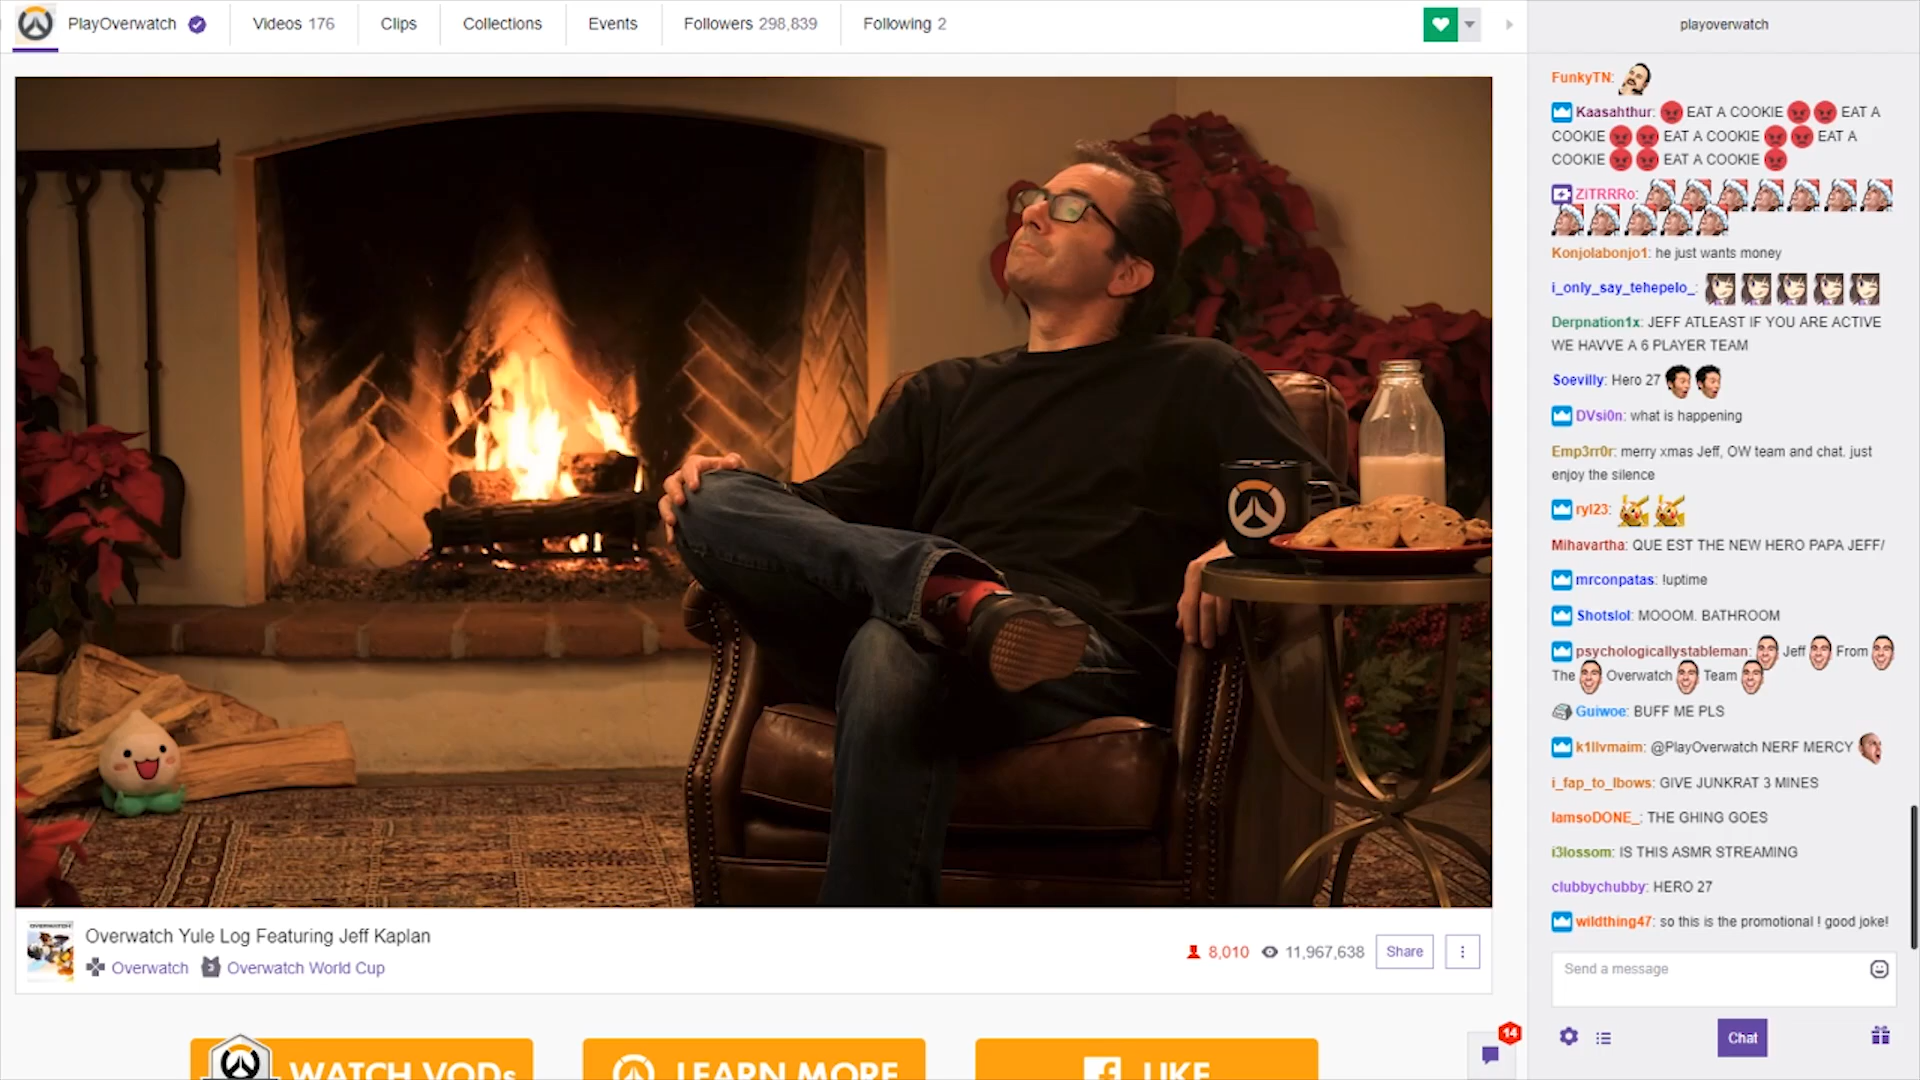 PlayOverwatch
Videos 176
Clips
Collections
Events
Followers 298,839
Following 2
playoverwatch
FunkyTN:
Kaasahthur: EAT A COOKIE EAT A
COOKIE EAT A COOKIE EAT A
COOKIE EAT A COOKIE
ZiTRRRo:
Konjolabonjo1: he just wants money
i_only_say_tehepelo_:
Derpnation1x: JEFF ATLEAST IF YOU ARE ACTIVE
WE HAVVE A 6 PLAYER TEAM
Soevilly: Hero 27
DVsi0n: what is happening
Emp3rr0r: merry xmas Jeff, OW team and chat. just
enjoy the silence
ryl23:
Mihavartha: QUE EST THE NEW HERO PAPA JEFF/
mrconpatas: !uptime
Shotslol: MOOOM. BATHROOM
psychologicallystableman: Jeff From
The Overwatch Team
Guiwoe: BUFF ME PLS
k1llvmaim: @PlayOverwatch NERF MERCY
i_fap_to_lbows: GIVE JUNKRAT 3 MINES
IamsoDONE_: THE GHING GOES
i3lossom: IS THIS ASMR STREAMING
clubbychubby: HERO 27
wildthing47: so this is the promotional ! good joke!
Send a message
Chat
OVERWATCH
Overwatch Yule Log Featuring Jeff Kaplan
Overwatch
Overwatch World Cup
8,010
11,967,638
Share
14
WATCH VODs
LEARN MORE
LIKE